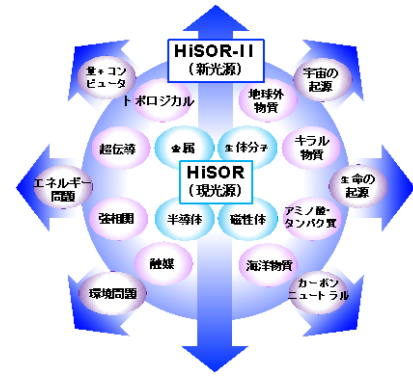 HiSOR-II
（新光源）
量子コン
ピュータ
宇宙の
起源
トポロジカル
地球外
物質
超伝導
金属
生体分子
キラル
物質
エネルギー
問題
HiSOR
（現光源）
生命の
起源
強相関
半導体
磁性体
アミノ酸・
タンパク質
触媒
海洋物質
環境問題
カーボン
ニュートラル